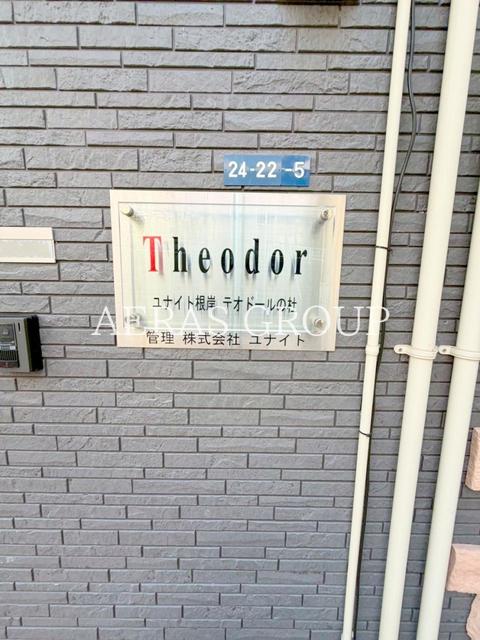 24-22-5
Theodor
ユナイト根岸 テオドールの杜
AERAS GROUP
管理 株式会社 ユナイト